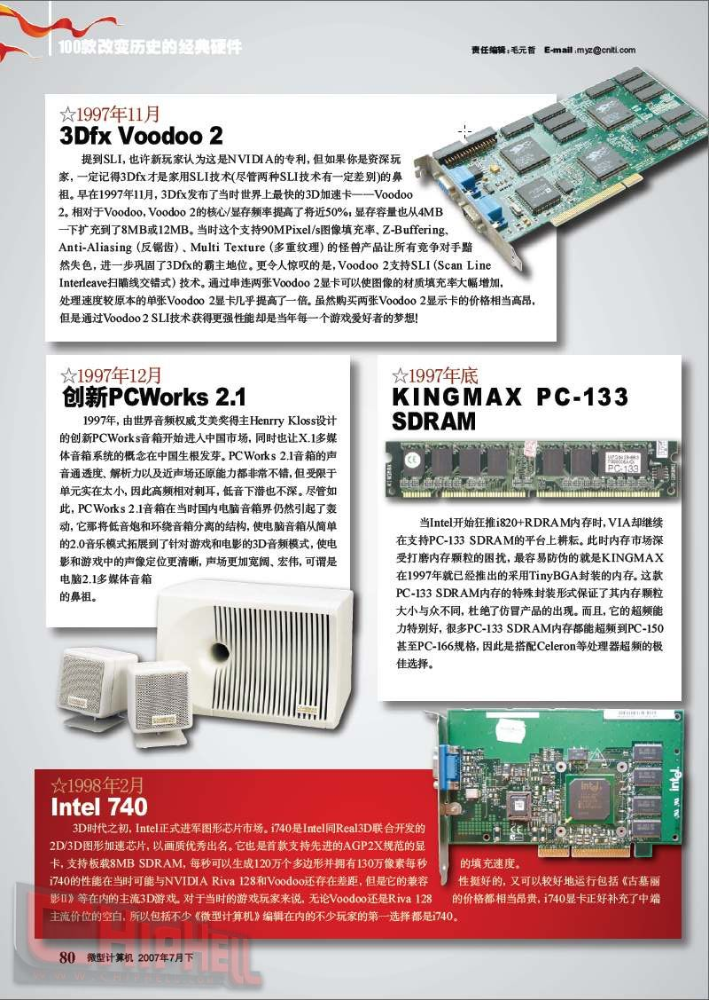 100款改变历史的经典硬件
责任编辑：毛元哲 E-mail:myz@cniti.com
☆1997年11月
3Dfx Voodoo 2
提到SLI，也许新玩家认为这是NVIDIA的专利，但如果你是资深玩
家，一定记得3Dfx才是家用SLI技术(尽管两种SLI技术有一定差别)的鼻
祖。早在1997年11月，3Dfx发布了当时世界上最快的3D加速卡——Voodoo
2。相对于Voodoo，Voodoo 2的核心/显存频率提高了将近50%；显存容量也从4MB
一下扩充到了8MB或12MB。当时这个支持90MPixel/s图像填充率、Z-Buffering、
Anti-Aliasing（反锯齿）、Multi Texture（多重纹理）的怪兽产品让所有竞争对手黯
然失色，进一步巩固了3Dfx的霸主地位。更令人惊叹的是，Voodoo 2支持SLI（Scan Line
Interleave扫瞄线交错式）技术。通过串连两张Voodoo 2显卡可以使图像的材质填充率大幅增加，
处理速度较原本的单张Voodoo 2显卡几乎提高了一倍。虽然购买两张Voodoo 2显示卡的价格相当高昂，
但是通过Voodoo 2 SLI技术获得更强性能却是当年每一个游戏爱好者的梦想！
☆1997年12月
创新PCWorks 2.1
1997年，由世界音频权威艾美奖得主Henrry Kloss设计
的创新PCWorks音箱开始进入中国市场，同时也让X.1多媒
体音箱系统的概念在中国生根发芽。PCWorks 2.1音箱的声
音通透度、解析力以及近声场还原能力都非常不错，但受限于
单元实在太小，因此高频相对刺耳，低音下潜也不深。尽管如
此，PCWorks 2.1音箱在当时国内电脑音箱界仍然引起了轰
动，它那将低音炮和环绕音箱分离的结构，使电脑音箱从简单
的2.0音乐模式拓展到了针对游戏和电影的3D音频模式，使电
影和游戏中的声像定位更清晰，声场更加宽阔、宏伟，可谓是
电脑2.1多媒体音箱
的鼻祖。
☆1997年底
KINGMAX PC-133
SDRAM
PC-133
当Intel开始狂推i820+RDRAM内存时，VIA却继续
在支持PC-133 SDRAM的平台上耕耘。此时内存市场深
受打磨内存颗粒的困扰，最容易防伪的就是KINGMAX
在1997年就已经推出的采用TinyBGA封装的内存。这款
PC-133 SDRAM内存的特殊封装形式保证了其内存颗粒
大小与众不同，杜绝了仿冒产品的出现。而且，它的超频能
力特别好，很多PC-133 SDRAM内存都能超频到PC-150
甚至PC-166规格，因此是搭配Celeron等处理器超频的极
佳选择。
intel
intel
☆1998年2月
Intel 740
3D时代之初，Intel正式进军图形芯片市场。i740是Intel同Real3D联合开发的
2D/3D图形加速芯片，以画质优秀出名。它也是首款支持先进的AGP2X规范的显
卡，支持板载8MB SDRAM，每秒可以生成120万个多边形并拥有130万像素每秒 的填充速度。
i740的性能在当时可能与NVIDIA Riva 128和Voodoo还存在差距，但是它的兼容 性挺好的，又可以较好地运行包括《古墓丽
影II》等在内的主流3D游戏。对于当时的游戏玩家来说，无论Voodoo还是Riva 128 的价格都相当昂贵，i740显卡正好补充了中端
主流价位的空白，所以包括不少《微型计算机》编辑在内的不少玩家的第一选择都是i740。
80 微型计算机 2007年7月下
CHIPHELL
WWW.CHIPHELL.COM